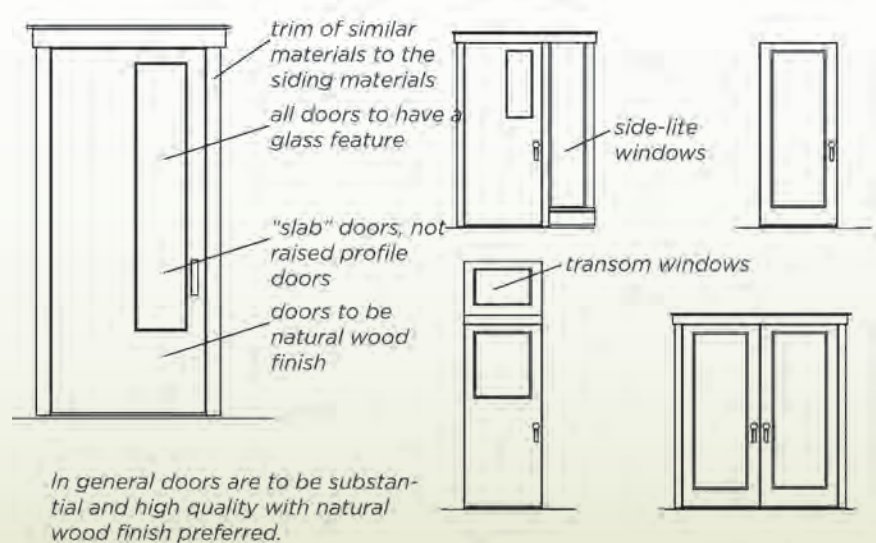 trim of similar
materials to the
siding materials
all doors to have a
glass feature
"slab" doors, not
raised profile
doors
doors to be
natural wood
finish
side-lite
windows
transom windows
In general doors are to be substan-
tial and high quality with natural
wood finish preferred.